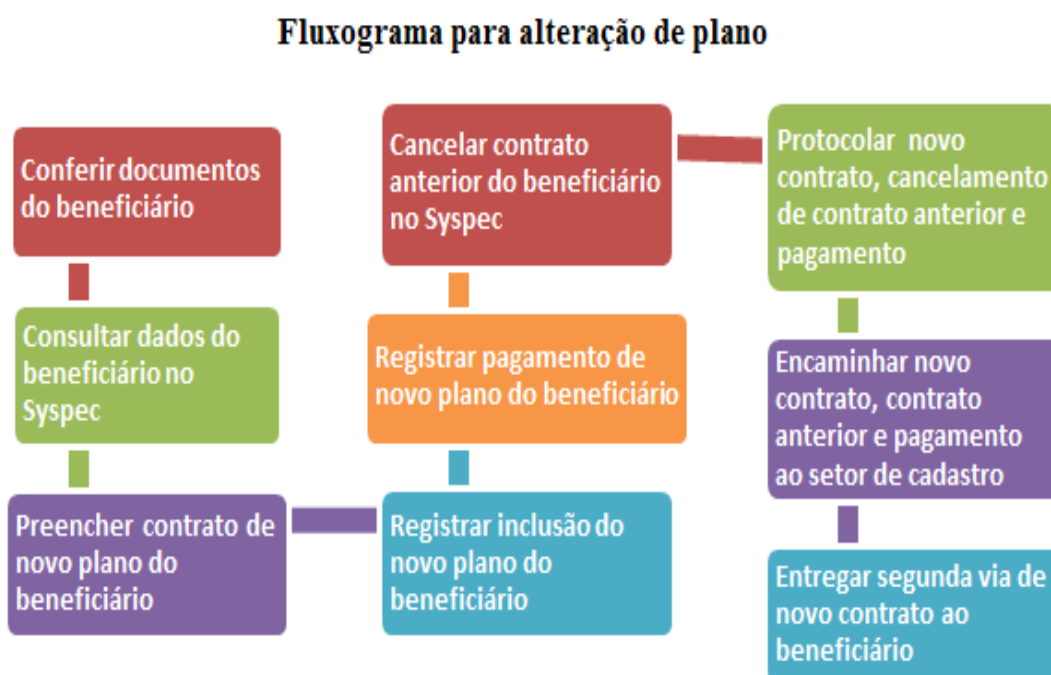 Fluxograma para alteração de plano
Conferir documentos
do beneficiário
Consultar dados do
beneficiário no
Syspec
Preencher contrato de
novo plano do
beneficiário
Registrar inclusão do
novo plano do
beneficiário
Registrar pagamento de
novo plano do beneficiário
Cancelar contrato
anterior do beneficiário
no Syspec
Protocolar novo
contrato, cancelamento
de contrato anterior e
pagamento
Encaminhar novo
contrato, contrato
anterior e pagamento
ao setor de cadastro
Entregar segunda via de
novo contrato ao
beneficiário